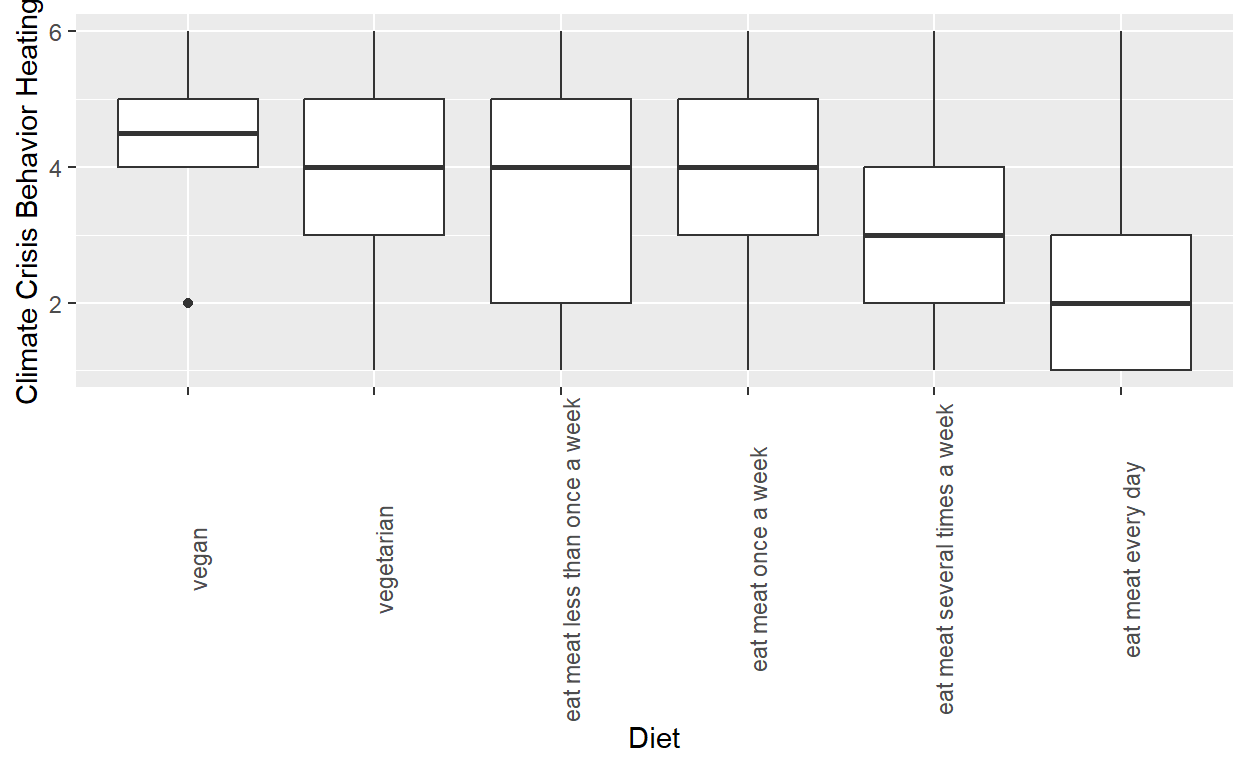 Climate Crisis Behavior Heating
6
4
2
vegan
vegetarian
eat meat less than once a week
eat meat once a week
eat meat several times a week
eat meat every day
Diet